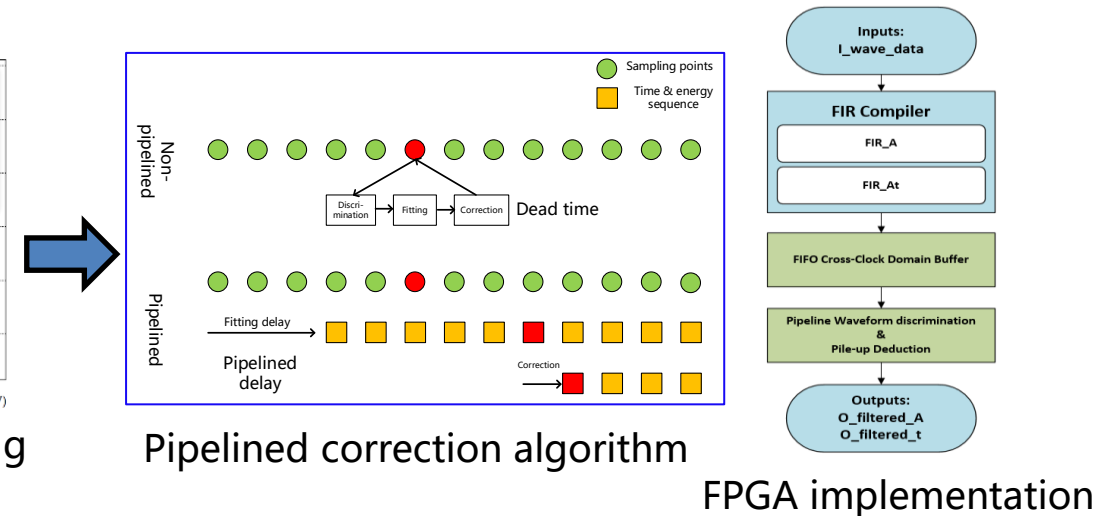 Sampling points
Time & energy
sequence
Non-
pipelined
Discri-
mination
Fitting
Correction
Dead time
Pipelined
Fitting delay
Pipelined
delay
Correction
)
g
Pipelined correction algorithm
Inputs:
I_wave_data
FIR Compiler
FIR_A
FIR_At
FIFO Cross-Clock Domain Buffer
Pipeline Waveform discrimination
&
Pile-up Deduction
Outputs:
O_filtered_A
O_filtered_t
FPGA implementation